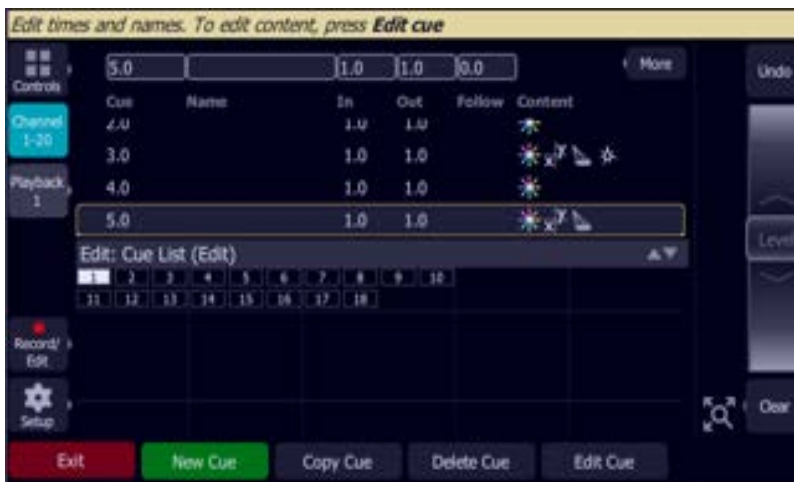 Edit times and names. To edit content, press Edit cue
Controls
5.0 1.0 1.0 0.0 More Undo
Cue Name In Out Follow Content
Channel
1-20
2.0 1.0 1.0
3.0 1.0 1.0
Playback
1
4.0 1.0 1.0
5.0 1.0 1.0
Level
Edit: Cue List (Edit)
1 2 3 4 5 6 7 8 9 10
11 12 13 14 15 16 17 18
Record/
Edit
Setup
Clear
Exit New Cue Copy Cue Delete Cue Edit Cue